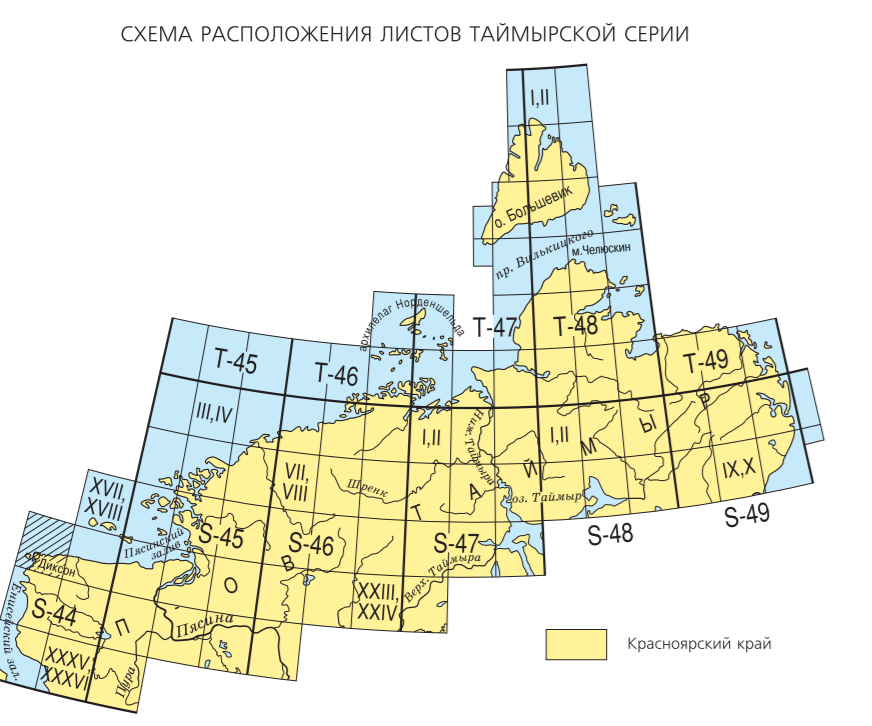 СХЕМА РАСПОЛОЖЕНИЯ ЛИСТОВ ТАЙМЫРСКОЙ СЕРИИ
I,II
о. Большевик
пр. Вилькицкого
м.Челюскин
архипелаг Норденшельда
T-47
T-48
T-45
T-46
T-49
III,IV
I,II
Нижн. Таймыра
I,II
П О В Т А Й М Ы Р
VII,
VIII
Шренк
IX,X
оз. Таймыр
XVII,
XVIII
Пясинский
залив
S-45
S-46
S-47
S-48
S-49
Диксон
Верх. Таймыра
XXIII,
XXIV
Енисейский зал.
S-44
Пясина
XXXV,
XXXVI
Пура
Красноярский край